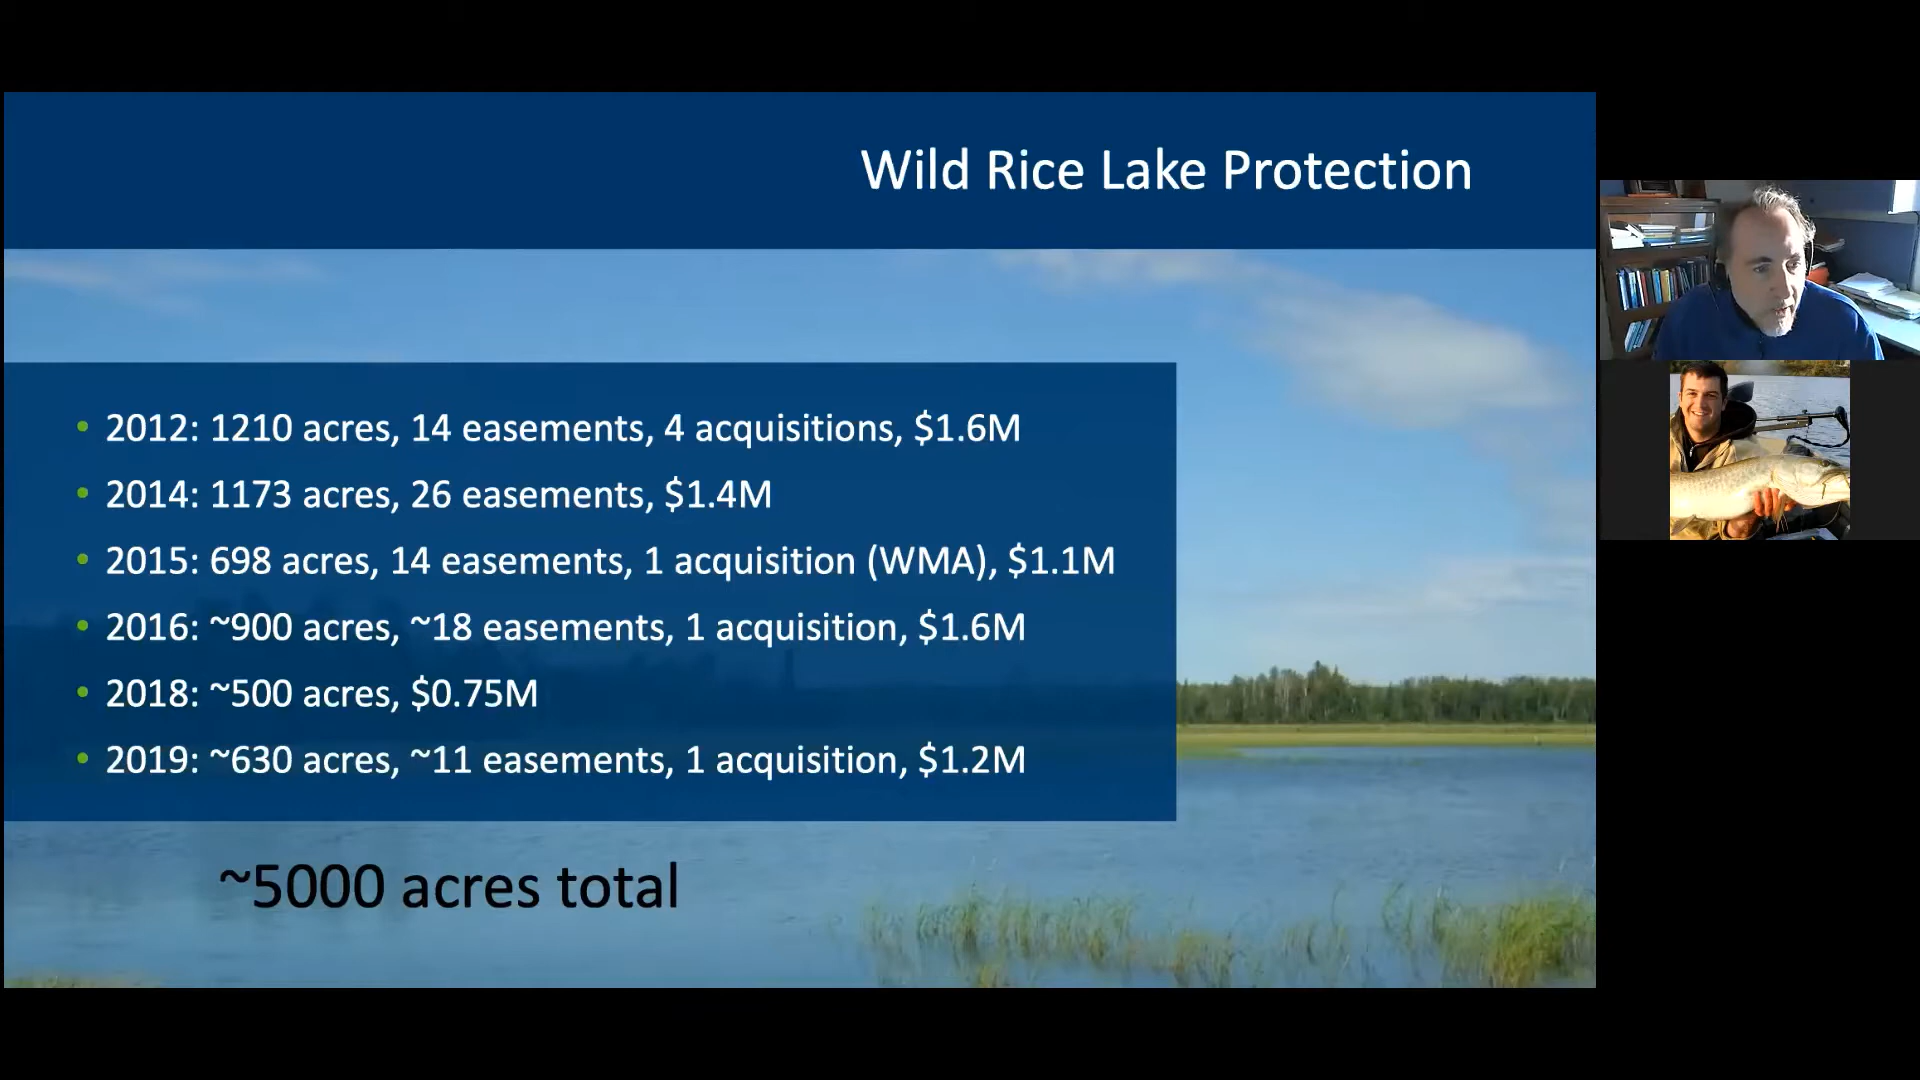 Wild Rice Lake Protection
• 2012: 1210 acres, 14 easements, 4 acquisitions, $1.6M
• 2014: 1173 acres, 26 easements, $1.4M
• 2015: 698 acres, 14 easements, 1 acquisition (WMA), $1.1M
• 2016: ~900 acres, ~18 easements, 1 acquisition, $1.6M
• 2018: ~500 acres, $0.75M
• 2019: ~630 acres, ~11 easements, 1 acquisition, $1.2M
~5000 acres total